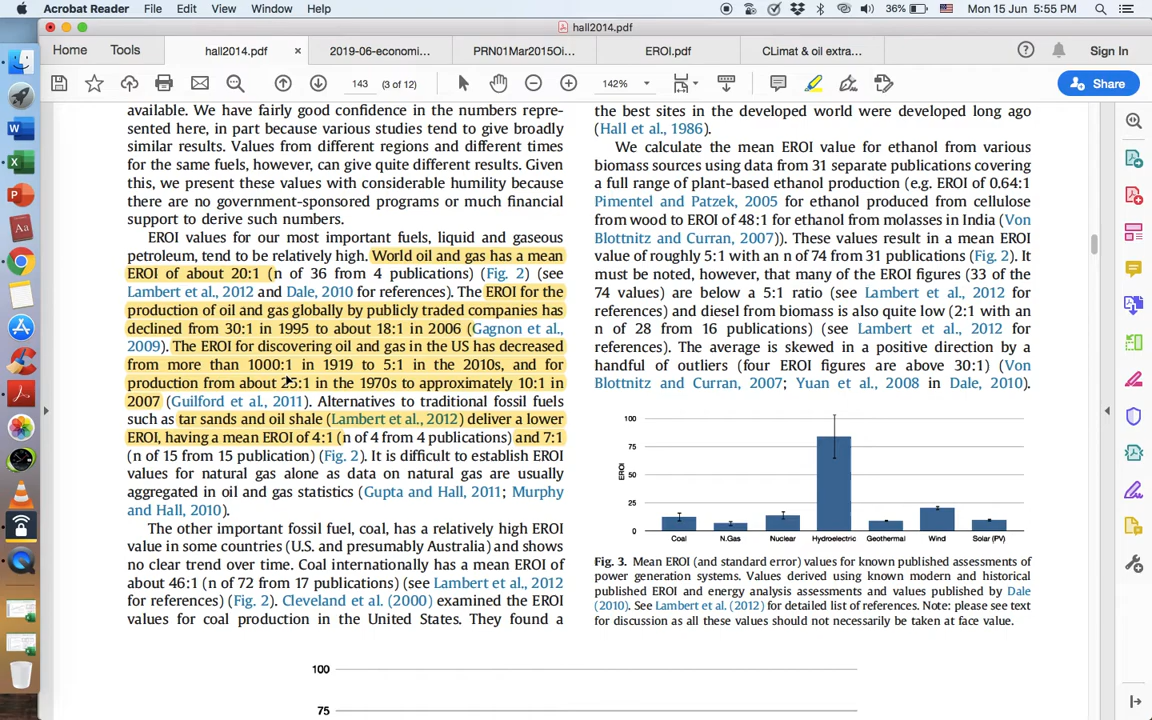 Acrobat Reader File Edit View Window Help 36% Mon 15 Jun 5:55 PM
hall2014.pdf
Home Tools hall2014.pdf × 2019-06-economi... PRN01Mar2015Oi... EROI.pdf CLimat & oil extra... Sign In
143 (3 of 12) 142% Share
available. We have fairly good confidence in the numbers repre-
sented here, in part because various studies tend to give broadly
similar results. Values from different regions and different times
for the same fuels, however, can give quite different results. Given
this, we present these values with considerable humility because
there are no government-sponsored programs or much financial
support to derive such numbers.
EROI values for our most important fuels, liquid and gaseous
petroleum, tend to be relatively high. World oil and gas has a mean
EROI of about 20:1 (n of 36 from 4 publications) (Fig. 2) (see
Lambert et al., 2012 and Dale, 2010 for references). The EROI for the
production of oil and gas globally by publicly traded companies has
declined from 30:1 in 1995 to about 18:1 in 2006 (Gagnon et al.,
2009). The EROI for discovering oil and gas in the US has decreased
from more than 1000:1 in 1919 to 5:1 in the 2010s, and for
production from about 25:1 in the 1970s to approximately 10:1 in
2007 (Guilford et al., 2011). Alternatives to traditional fossil fuels
such as tar sands and oil shale (Lambert et al., 2012) deliver a lower
EROI, having a mean EROI of 4:1 (n of 4 from 4 publications) and 7:1
(n of 15 from 15 publication) (Fig. 2). It is difficult to establish EROI
values for natural gas alone as data on natural gas are usually
aggregated in oil and gas statistics (Gupta and Hall, 2011; Murphy
and Hall, 2010).
The other important fossil fuel, coal, has a relatively high EROI
value in some countries (U.S. and presumably Australia) and shows
no clear trend over time. Coal internationally has a mean EROI of
about 46:1 (n of 72 from 17 publications) (see Lambert et al., 2012
for references) (Fig. 2). Cleveland et al. (2000) examined the EROI
values for coal production in the United States. They found a
the best sites in the developed world were developed long ago
(Hall et al., 1986).
We calculate the mean EROI value for ethanol from various
biomass sources using data from 31 separate publications covering
a full range of plant-based ethanol production (e.g. EROI of 0.64:1
Pimentel and Patzek, 2005 for ethanol produced from cellulose
from wood to EROI of 48:1 for ethanol from molasses in India (Von
Blottnitz and Curran, 2007)). These values result in a mean EROI
value of roughly 5:1 with an n of 74 from 31 publications (Fig. 2). It
must be noted, however, that many of the EROI figures (33 of the
74 values) are below a 5:1 ratio (see Lambert et al., 2012 for
references) and diesel from biomass is also quite low (2:1 with an
n of 28 from 16 publications) (see Lambert et al., 2012 for
references). The average is skewed in a positive direction by a
handful of outliers (four EROI figures are above 30:1) (Von
Blottnitz and Curran, 2007; Yuan et al., 2008 in Dale, 2010).
100
75
EROI
50
25
0
Coal N.Gas Nuclear Hydroelectric Geothermal Wind Solar (PV)
Fig. 3. Mean EROI (and standard error) values for known published assessments of
power generation systems. Values derived using known modern and historical
published EROI and energy analysis assessments and values published by Dale
(2010). See Lambert et al. (2012) for detailed list of references. Note: please see text
for discussion as all these values should not necessarily be taken at face value.
100
75